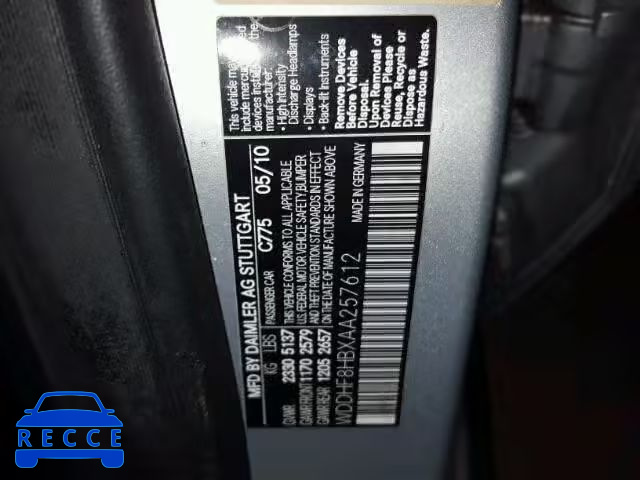 This vehicle may
include mercur
devices install
manufacturer:
• High Intensity
Discharge Headlamps
• Displays
• Back-lit Instruments
Remove Devices
Before Vehicle
Disposal.
Upon Removal of
Devices Please
Reuse, Recycle or
Dispose as
Hazardous Waste.
MFD BY DAIMLER AG STUTTGART
PASSENGER CAR C775 05/10
KG LBS
GVWR 2330 5137
GAWR FRONT 1170 2579
GAWR REAR 1205 2657
THIS VEHICLE CONFORMS TO ALL APPLICABLE
U.S. FEDERAL MOTOR VEHICLE SAFETY, BUMPER
AND THEFT PREVENTION STANDARDS IN EFFECT
ON THE DATE OF MANUFACTURE SHOWN ABOVE
WDDHF8HBXAA257612
MADE IN GERMANY
RECCE